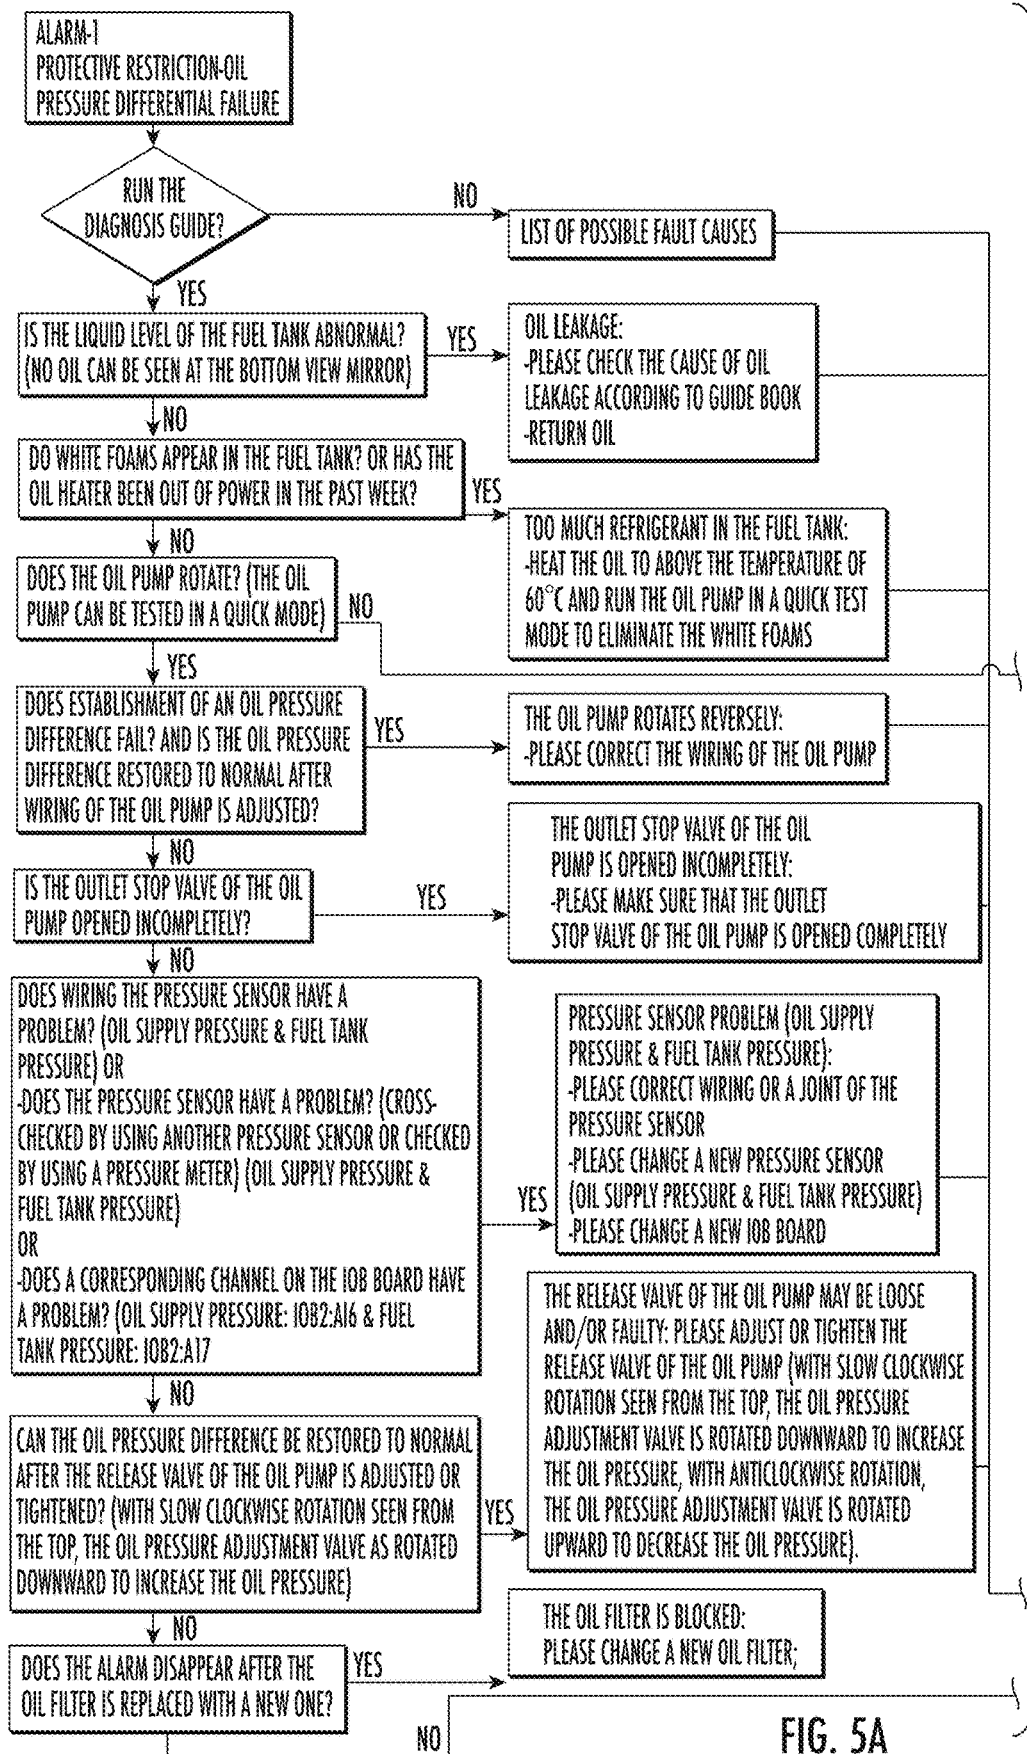 ALARM-1
PROTECTIVE RESTRICTION-OIL
PRESSURE DIFFERENTIAL FAILURE
RUN THE
DIAGNOSIS GUIDE?
NO
LIST OF POSSIBLE FAULT CAUSES
YES
IS THE LIQUID LEVEL OF THE FUEL TANK ABNORMAL?
(NO OIL CAN BE SEEN AT THE BOTTOM VIEW MIRROR)
YES
OIL LEAKAGE:
-PLEASE CHECK THE CAUSE OF OIL
LEAKAGE ACCORDING TO GUIDE BOOK
-RETURN OIL
NO
DO WHITE FOAMS APPEAR IN THE FUEL TANK? OR HAS THE
OIL HEATER BEEN OUT OF POWER IN THE PAST WEEK?
YES
TOO MUCH REFRIGERANT IN THE FUEL TANK:
-HEAT THE OIL TO ABOVE THE TEMPERATURE OF
60°C AND RUN THE OIL PUMP IN A QUICK TEST
MODE TO ELIMINATE THE WHITE FOAMS
NO
DOES THE OIL PUMP ROTATE? (THE OIL
PUMP CAN BE TESTED IN A QUICK MODE)
NO
YES
DOES ESTABLISHMENT OF AN OIL PRESSURE
DIFFERENCE FAIL? AND IS THE OIL PRESSURE
DIFFERENCE RESTORED TO NORMAL AFTER
WIRING OF THE OIL PUMP IS ADJUSTED?
YES
THE OIL PUMP ROTATES REVERSELY:
-PLEASE CORRECT THE WIRING OF THE OIL PUMP
NO
IS THE OUTLET STOP VALVE OF THE OIL
PUMP OPENED INCOMPLETELY?
YES
THE OUTLET STOP VALVE OF THE OIL
PUMP IS OPENED INCOMPLETELY:
-PLEASE MAKE SURE THAT THE OUTLET
STOP VALVE OF THE OIL PUMP IS OPENED COMPLETELY
NO
DOES WIRING THE PRESSURE SENSOR HAVE A
PROBLEM? (OIL SUPPLY PRESSURE & FUEL TANK
PRESSURE) OR
-DOES THE PRESSURE SENSOR HAVE A PROBLEM? (CROSS-
CHECKED BY USING ANOTHER PRESSURE SENSOR OR CHECKED
BY USING A PRESSURE METER) (OIL SUPPLY PRESSURE &
FUEL TANK PRESSURE)
OR
-DOES A CORRESPONDING CHANNEL ON THE IOB BOARD HAVE
A PROBLEM? (OIL SUPPLY PRESSURE: IOB2:AI6 & FUEL
TANK PRESSURE: IOB2:A17
YES
PRESSURE SENSOR PROBLEM (OIL SUPPLY
PRESSURE & FUEL TANK PRESSURE):
-PLEASE CORRECT WIRING OR A JOINT OF THE
PRESSURE SENSOR
-PLEASE CHANGE A NEW PRESSURE SENSOR
(OIL SUPPLY PRESSURE & FUEL TANK PRESSURE)
-PLEASE CHANGE A NEW IOB BOARD
NO
CAN THE OIL PRESSURE DIFFERENCE BE RESTORED TO NORMAL
AFTER THE RELEASE VALVE OF THE OIL PUMP IS ADJUSTED OR
TIGHTENED? (WITH SLOW CLOCKWISE ROTATION SEEN FROM
THE TOP, THE OIL PRESSURE ADJUSTMENT VALVE AS ROTATED
DOWNWARD TO INCREASE THE OIL PRESSURE)
YES
THE RELEASE VALVE OF THE OIL PUMP MAY BE LOOSE
AND/OR FAULTY: PLEASE ADJUST OR TIGHTEN THE
RELEASE VALVE OF THE OIL PUMP (WITH SLOW CLOCKWISE
ROTATION SEEN FROM THE TOP, THE OIL PRESSURE
ADJUSTMENT VALVE IS ROTATED DOWNWARD TO INCREASE
THE OIL PRESSURE, WITH ANTICLOCKWISE ROTATION,
THE OIL PRESSURE ADJUSTMENT VALVE IS ROTATED
UPWARD TO DECREASE THE OIL PRESSURE).
NO
DOES THE ALARM DISAPPEAR AFTER THE
OIL FILTER IS REPLACED WITH A NEW ONE?
YES
THE OIL FILTER IS BLOCKED:
PLEASE CHANGE A NEW OIL FILTER;
NO
FIG. 5A